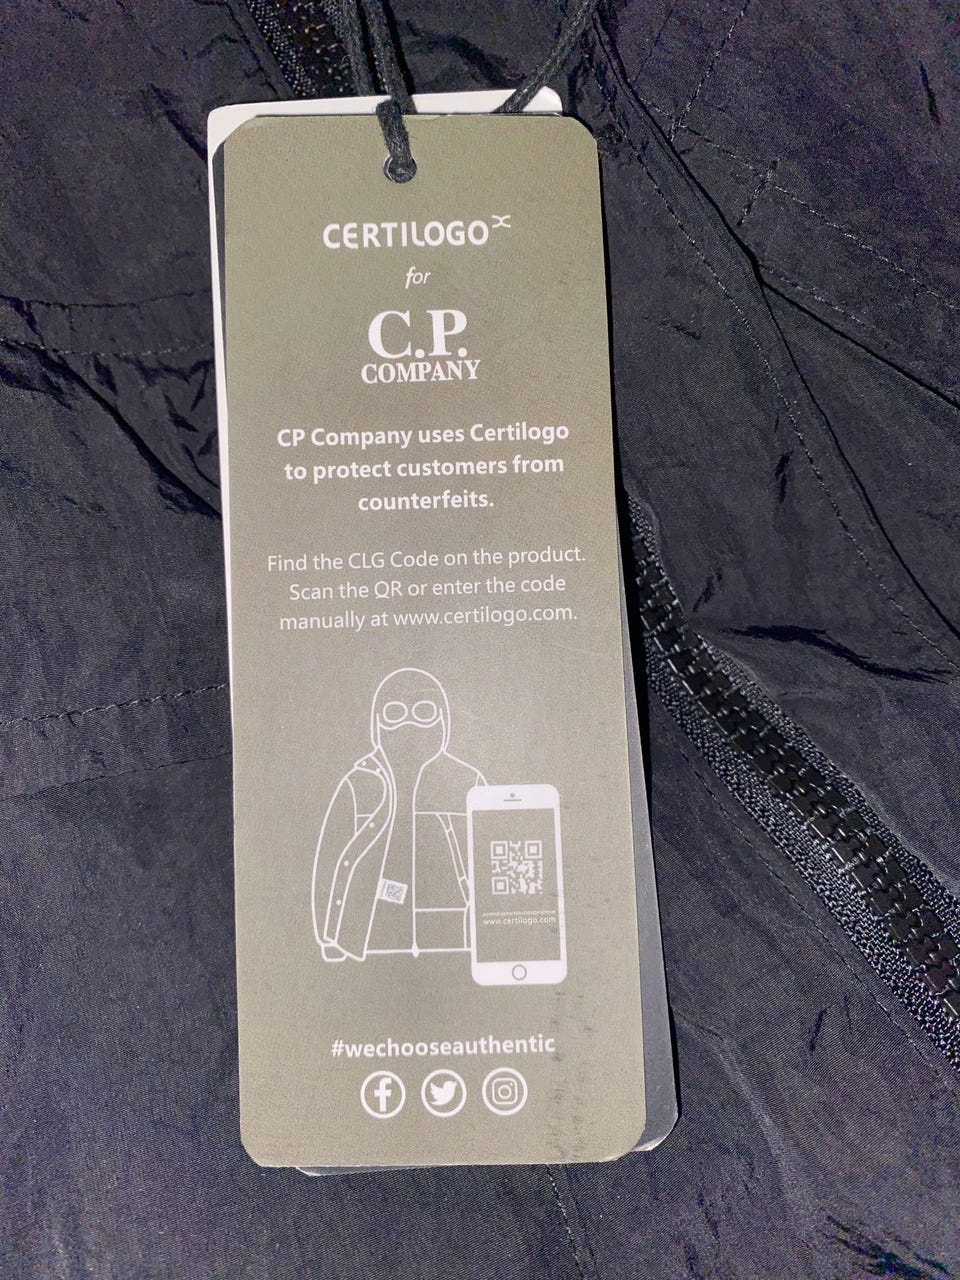 CERTILOGO
for
C.P.
COMPANY
CP Company uses Certilogo
to protect customers from
counterfeits.
Find the CLG Code on the product.
Scan the QR or enter the code
manually at www.certilogo.com.
www.certilogo.com
#wechooseauthentic